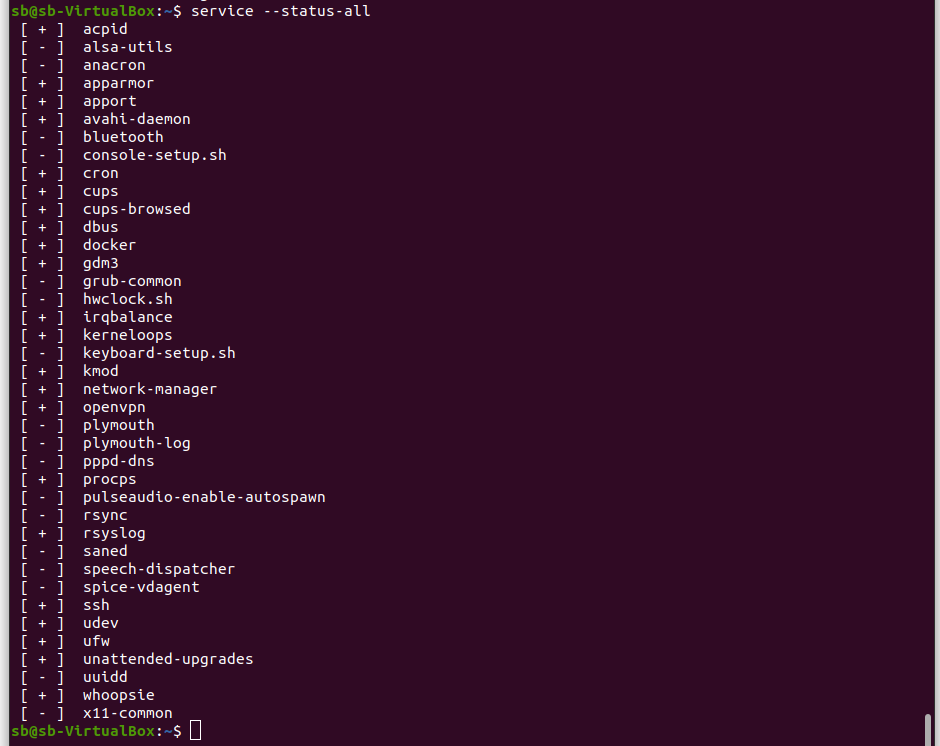 sb@sb-VirtualBox:~$ service --status-all
[ + ]  acpid
[ - ]  alsa-utils
[ - ]  anacron
[ + ]  apparmor
[ + ]  apport
[ + ]  avahi-daemon
[ - ]  bluetooth
[ - ]  console-setup.sh
[ + ]  cron
[ + ]  cups
[ + ]  cups-browsed
[ + ]  dbus
[ + ]  docker
[ + ]  gdm3
[ - ]  grub-common
[ - ]  hwclock.sh
[ + ]  irqbalance
[ + ]  kerneloops
[ - ]  keyboard-setup.sh
[ + ]  kmod
[ + ]  network-manager
[ + ]  openvpn
[ - ]  plymouth
[ - ]  plymouth-log
[ - ]  pppd-dns
[ + ]  procps
[ - ]  pulseaudio-enable-autospawn
[ - ]  rsync
[ + ]  rsyslog
[ - ]  saned
[ - ]  speech-dispatcher
[ - ]  spice-vdagent
[ + ]  ssh
[ + ]  udev
[ + ]  ufw
[ + ]  unattended-upgrades
[ - ]  uuidd
[ + ]  whoopsie
[ - ]  x11-common
sb@sb-VirtualBox:~$